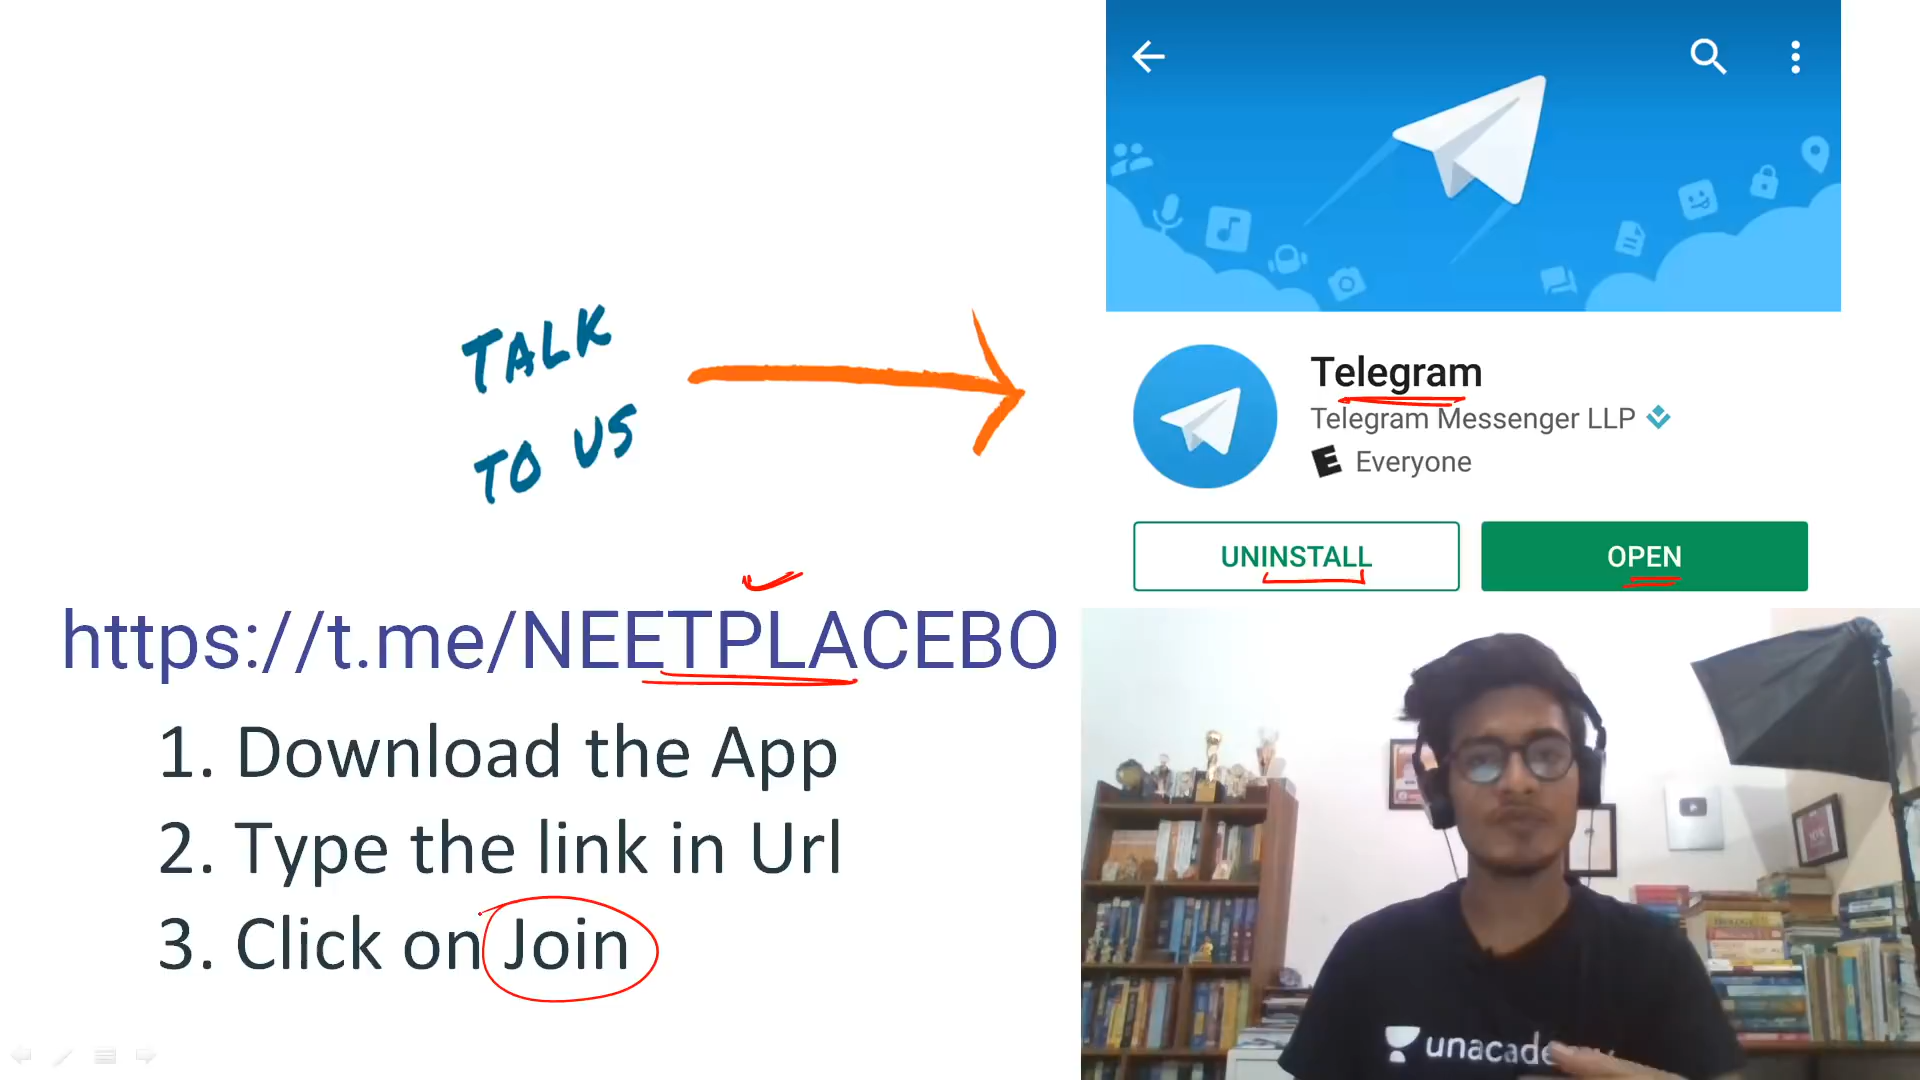 TALK
TO US
Telegram
Telegram Messenger LLP
E Everyone
UNINSTALL
OPEN
https://t.me/NEETPLACEBO
1. Download the App
2. Type the link in Url
3. Click on Join